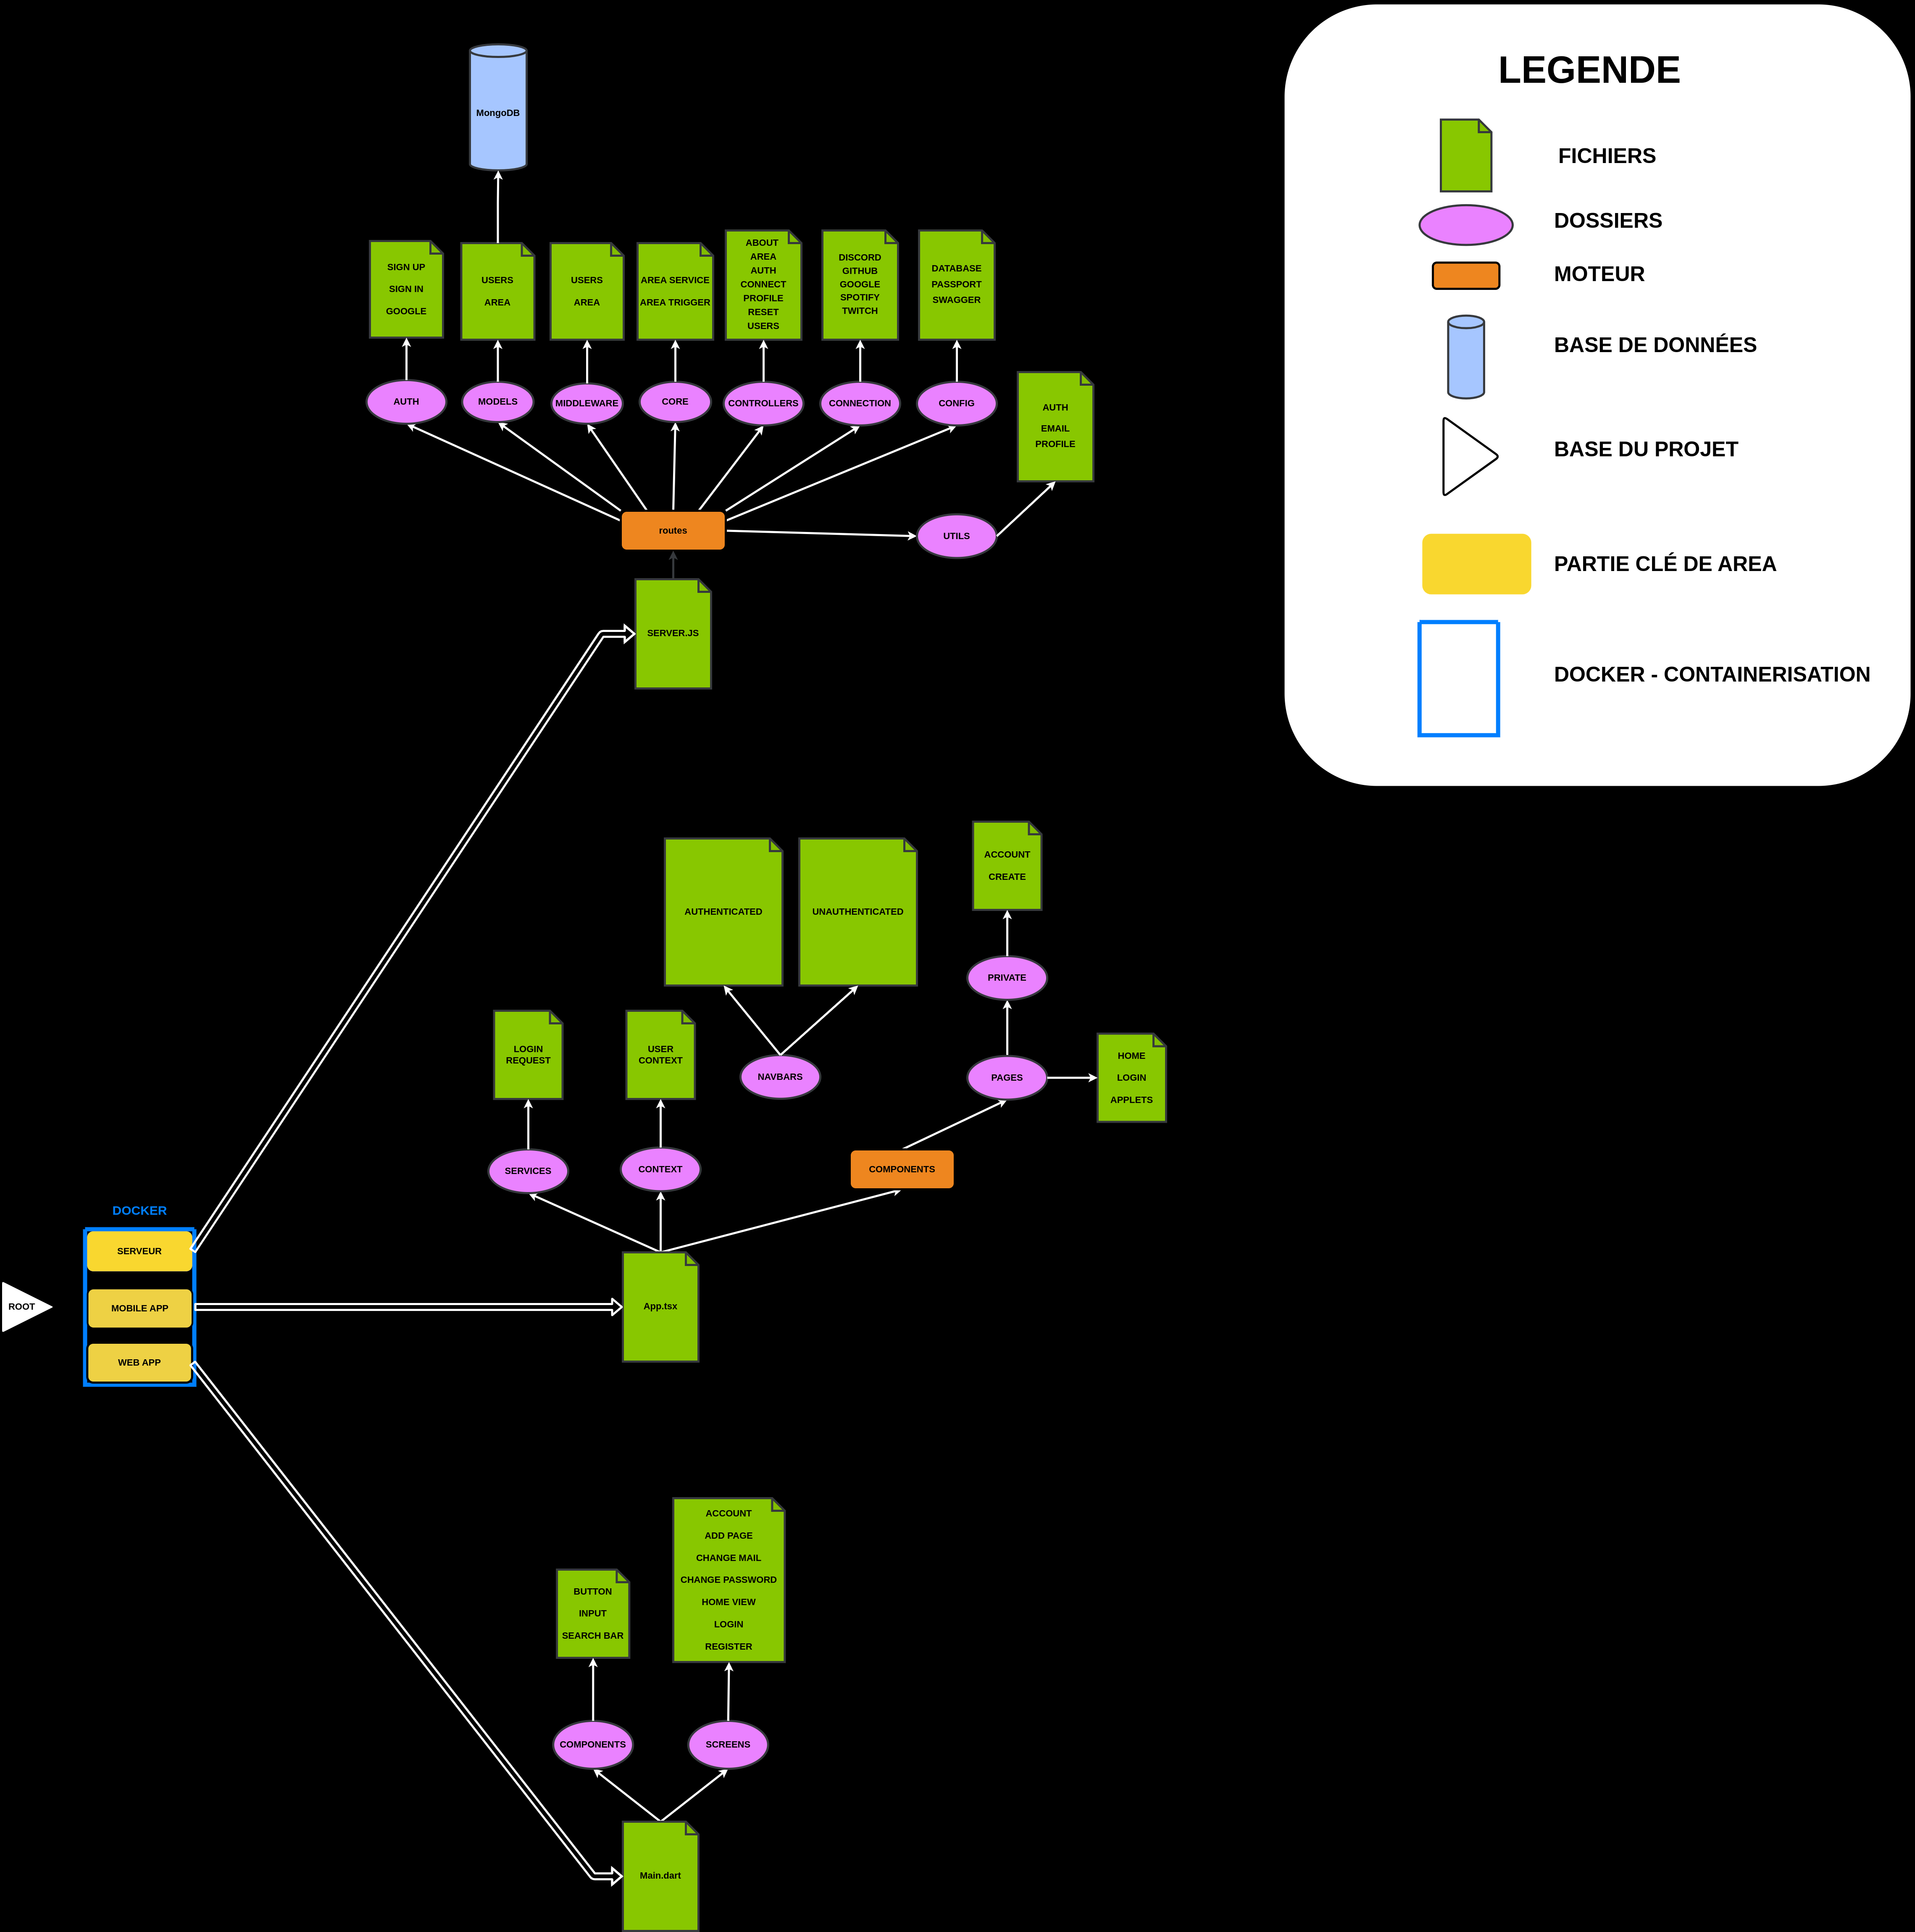 LEGENDE
FICHIERS
DOSSIERS
MOTEUR
BASE DE DONNÉES
BASE DU PROJET
PARTIE CLÉ DE AREA
DOCKER - CONTAINERISATION
MongoDB
SIGN UP
SIGN IN
GOOGLE
USERS
AREA
USERS
AREA
AREA SERVICE
AREA TRIGGER
ABOUT
AREA
AUTH
CONNECT
PROFILE
RESET
USERS
DISCORD
GITHUB
GOOGLE
SPOTIFY
TWITCH
DATABASE
PASSPORT
SWAGGER
AUTH
MODELS
MIDDLEWARE
CORE
CONTROLLERS
CONNECTION
CONFIG
AUTH
EMAIL
PROFILE
routes
UTILS
SERVER.JS
AUTHENTICATED
UNAUTHENTICATED
ACCOUNT
CREATE
PRIVATE
LOGIN
REQUEST
USER
CONTEXT
NAVBARS
PAGES
HOME
LOGIN
APPLETS
SERVICES
CONTEXT
COMPONENTS
DOCKER
SERVEUR
MOBILE APP
WEB APP
ROOT
App.tsx
ACCOUNT
ADD PAGE
CHANGE MAIL
CHANGE PASSWORD
HOME VIEW
LOGIN
REGISTER
BUTTON
INPUT
SEARCH BAR
COMPONENTS
SCREENS
Main.dart